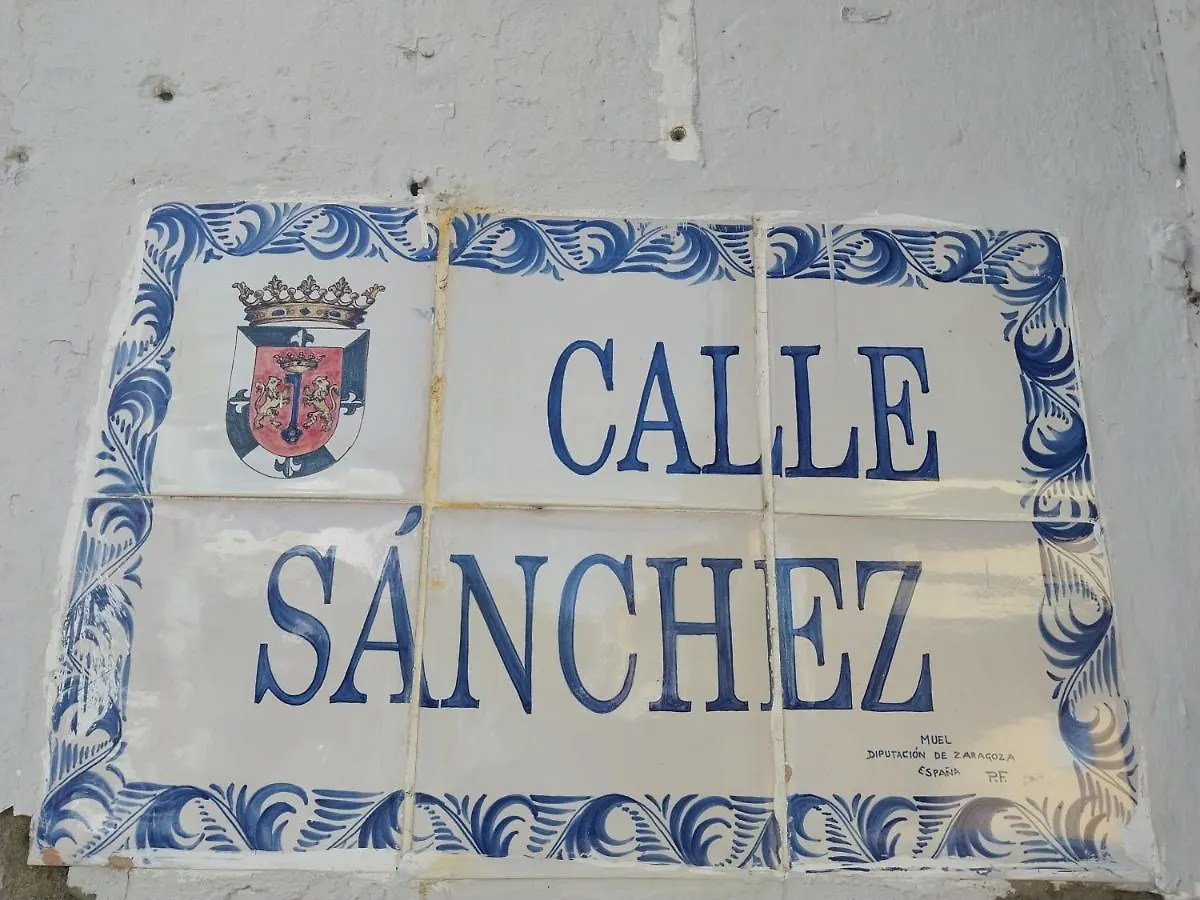 CALLE
SÁNCHEZ
MUEL
DIPUTACIÓN DE ZARAGOZA
ESPAÑA P.F.